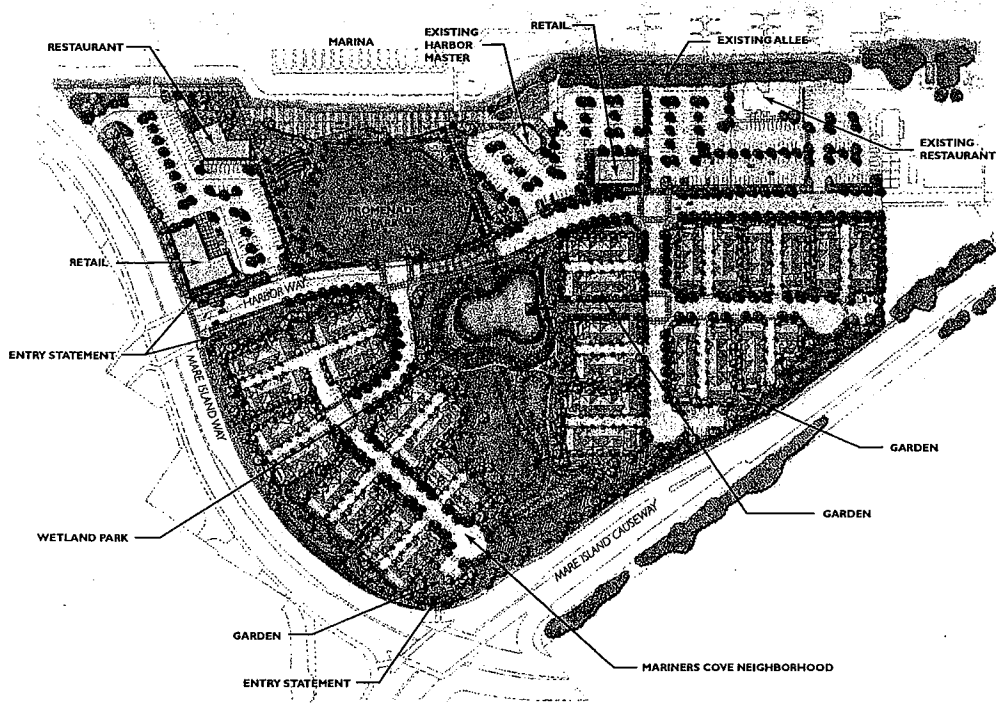 RETAIL
RESTAURANT
MARINA
EXISTING
HARBOR
MASTER
EXISTING ALLEE
EXISTING
RESTAURANT
PROMENADE
RETAIL
HARBOR WAY
ENTRY STATEMENT
MARE ISLAND WAY
GARDEN
GARDEN
WETLAND PARK
MARE ISLAND CAUSEWAY
GARDEN
MARINERS COVE NEIGHBORHOOD
ENTRY STATEMENT